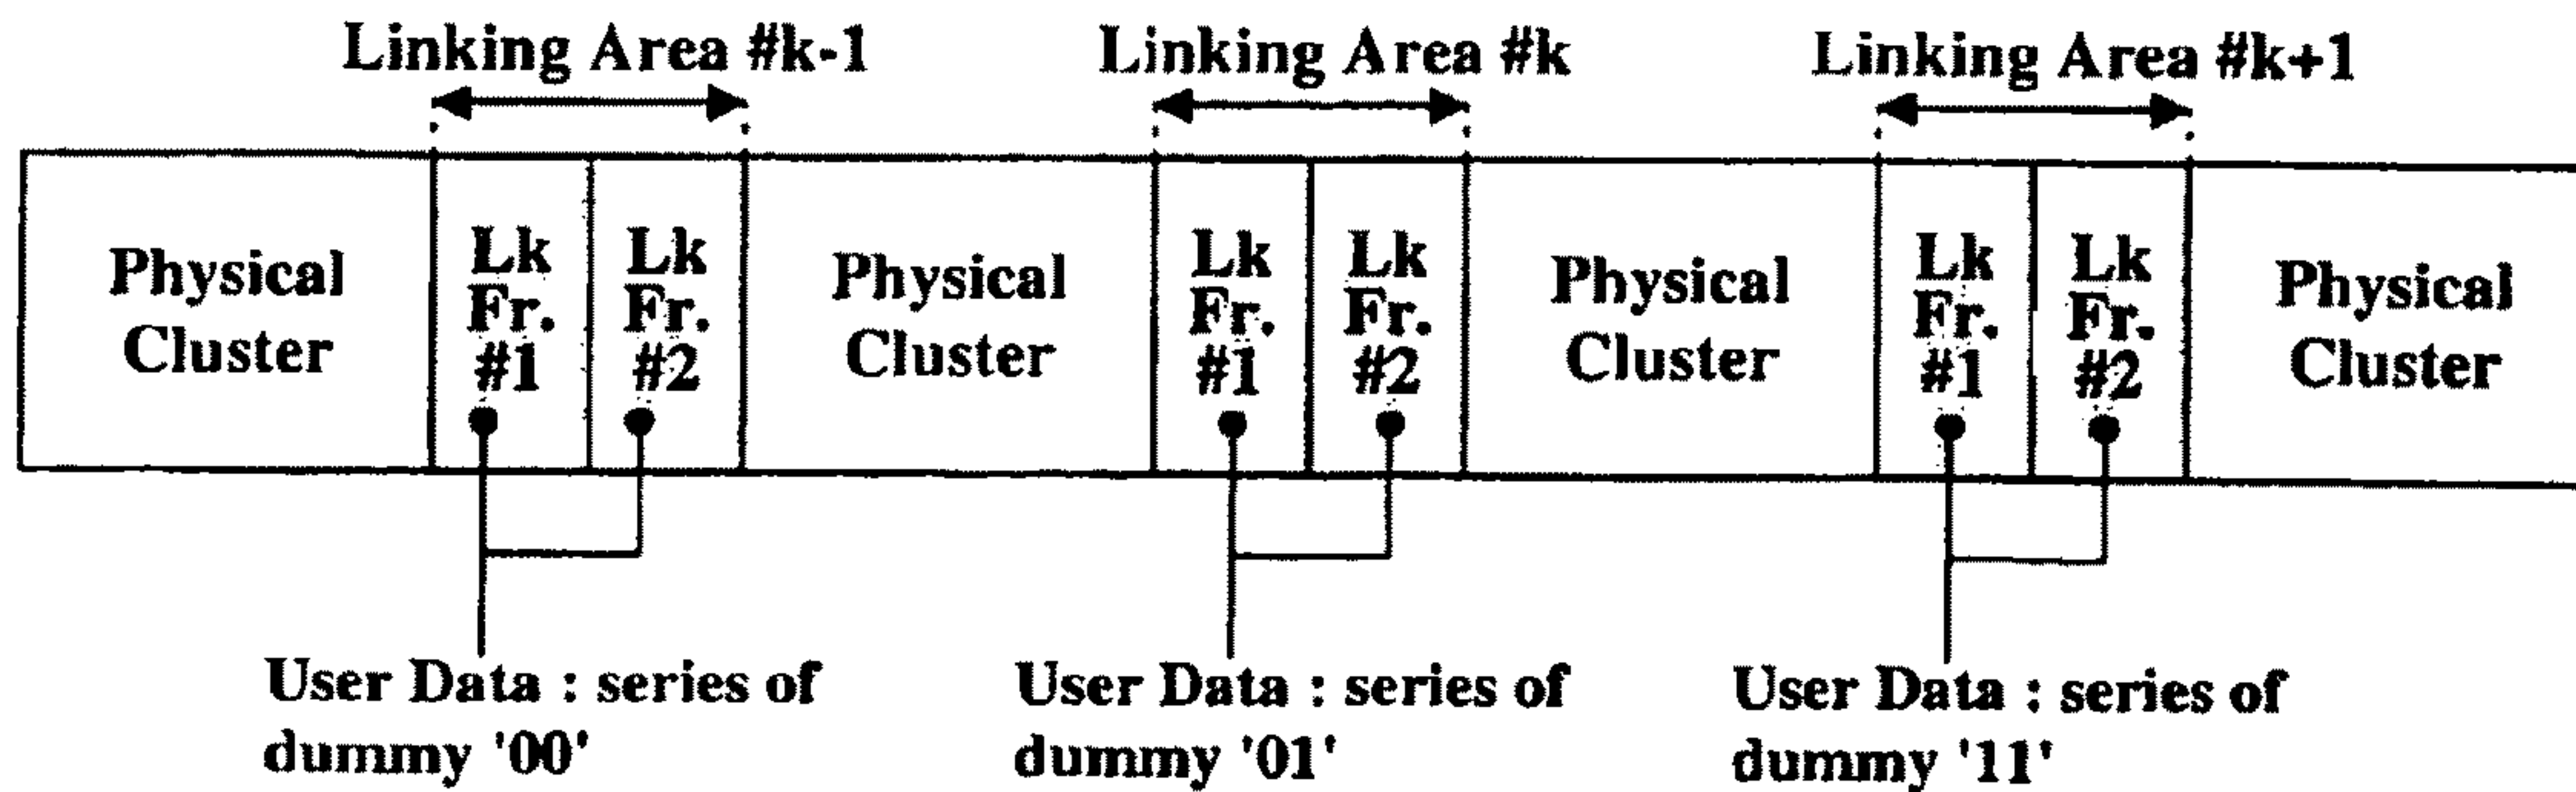 Linking Area #k-1
Linking Area #k
Linking Area #k+1
Physical
Cluster
Lk
Fr.
#1
Lk
Fr.
#2
Physical
Cluster
Lk
Fr.
#1
Lk
Fr.
#2
Physical
Cluster
Lk
Fr.
#1
Lk
Fr.
#2
Physical
Cluster
User Data : series of
dummy '00'
User Data : series of
dummy '01'
User Data : series of
dummy '11'